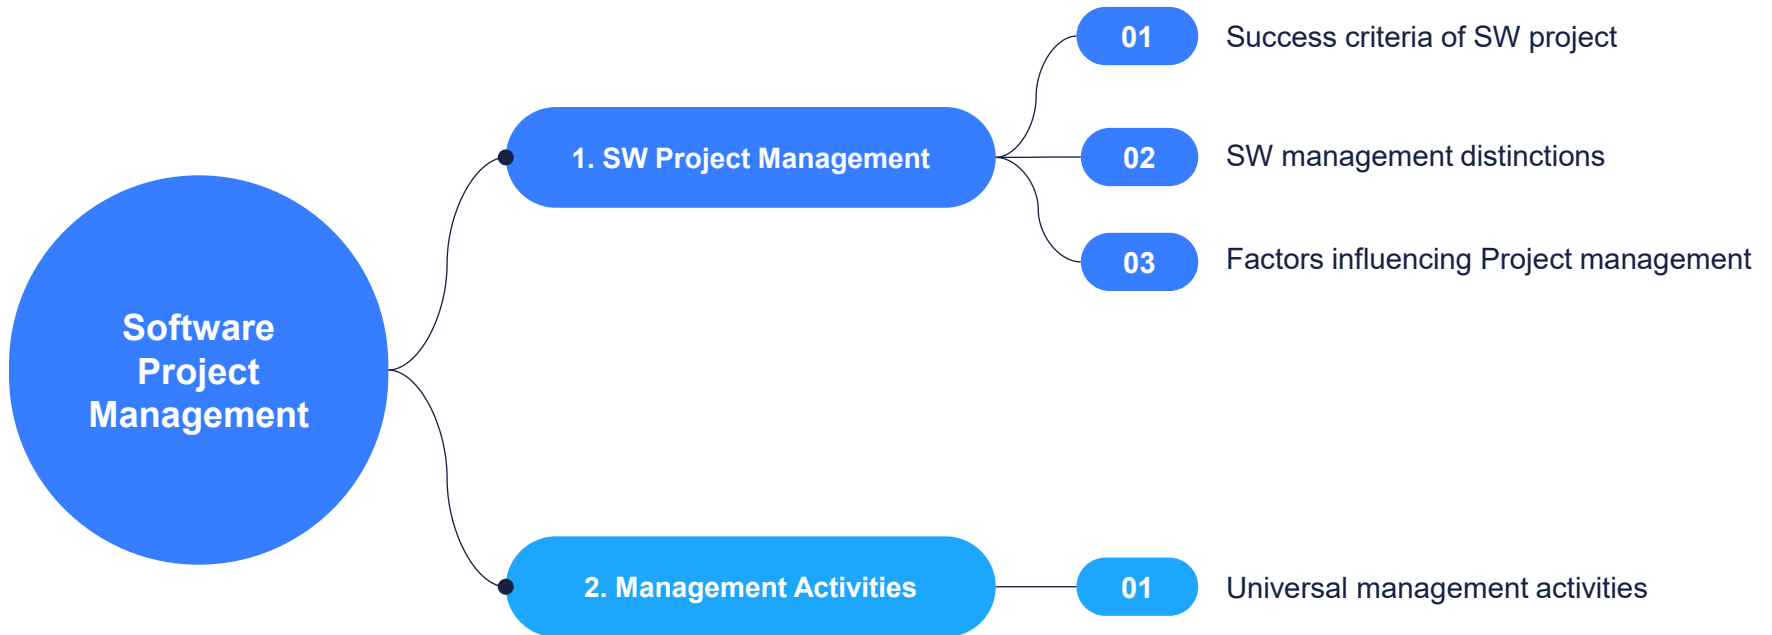 Software
Project
Management
1. SW Project Management
01
Success criteria of SW project
02
SW management distinctions
03
Factors influencing Project management
2. Management Activities
01
Universal management activities